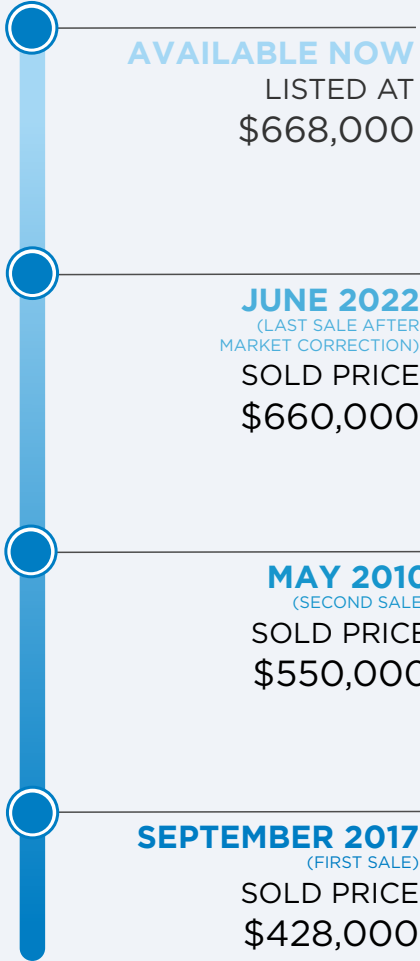 AVAILABLE NOW
LISTED AT
$668,000
JUNE 2022
(LAST SALE AFTER
MARKET CORRECTION)
SOLD PRICE
$660,000
MAY 2010
(SECOND SALE
SOLD PRICE
$550,000
SEPTEMBER 2017
(FIRST SALE)
SOLD PRICE
$428,000